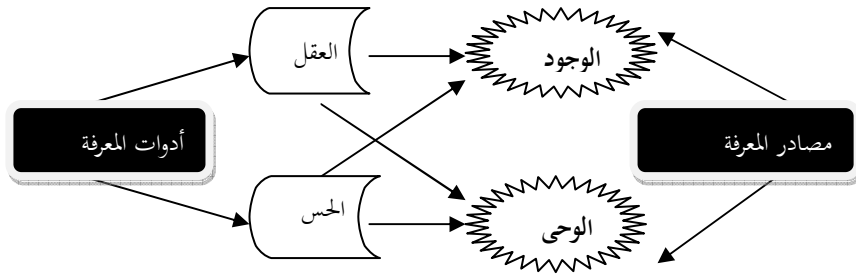 العقل
الوجود
مصادر المعرفة
أدوات المعرفة
الحس
الوحى